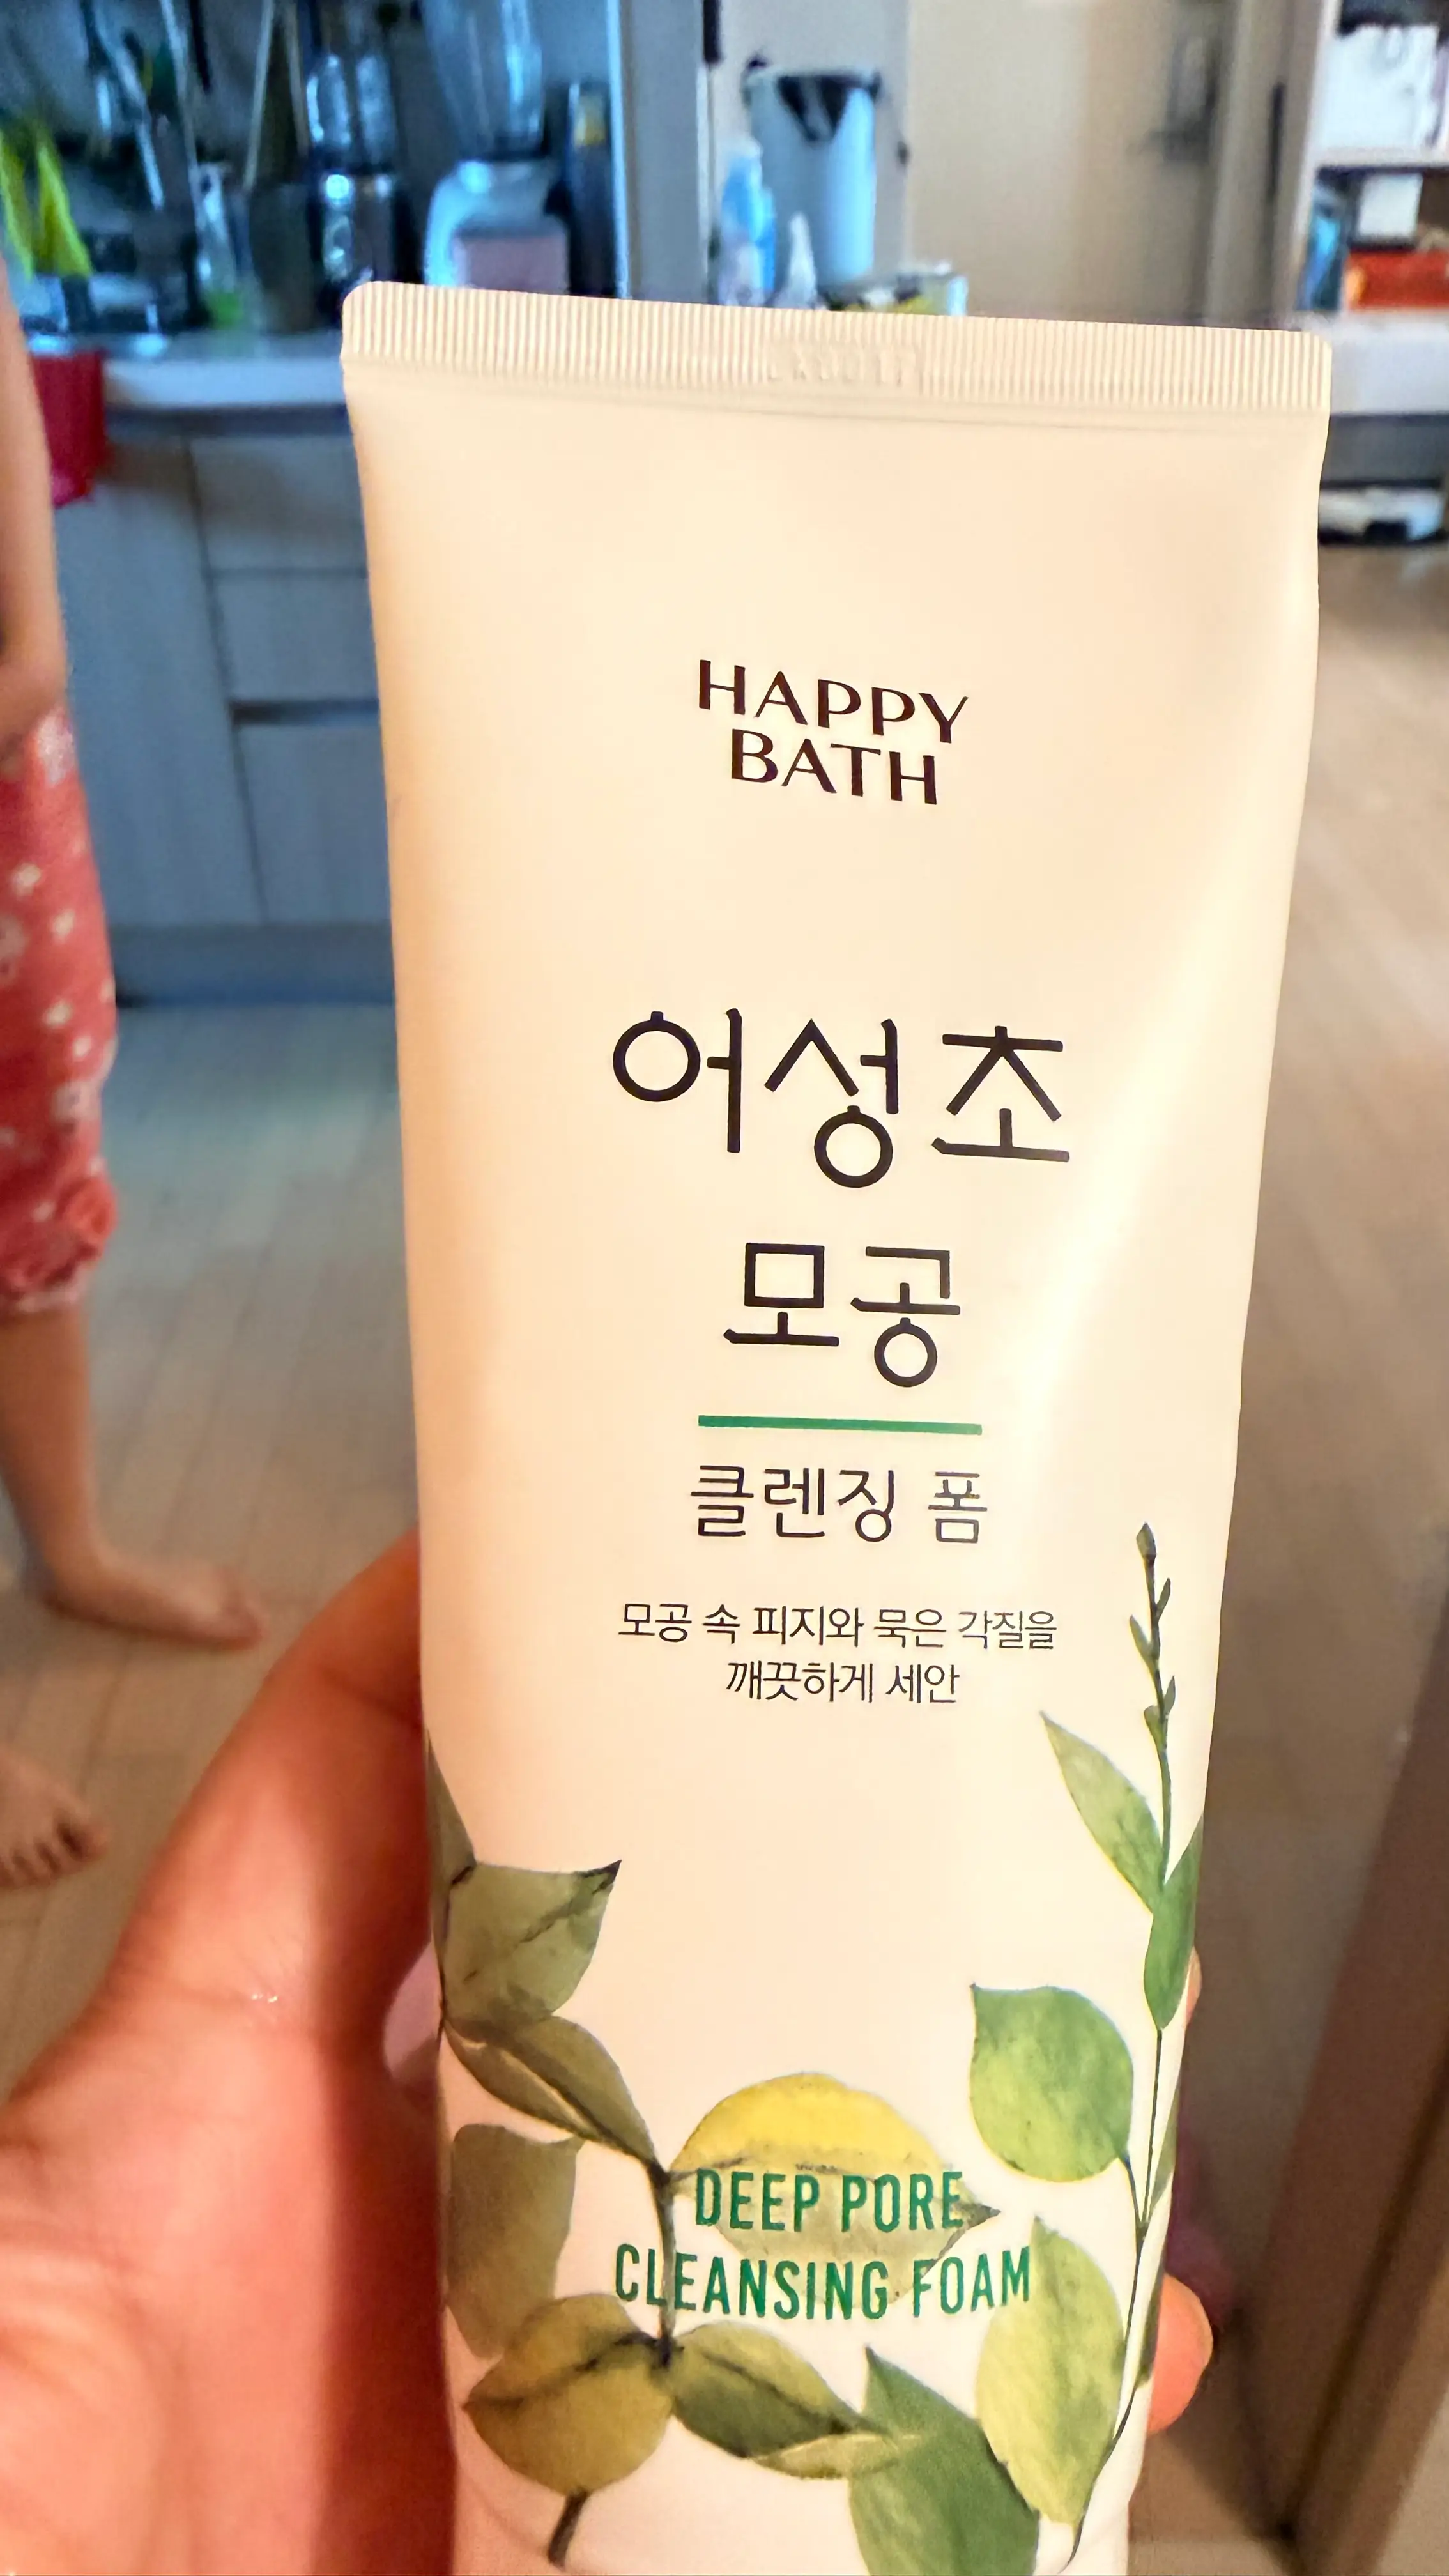 HAPPY
BATH
어성초
모공
클렌징 폼
모공 속 피지와 묵은 각질을
깨끗하게 세안
DEEP PORE
CLEANSING FOAM